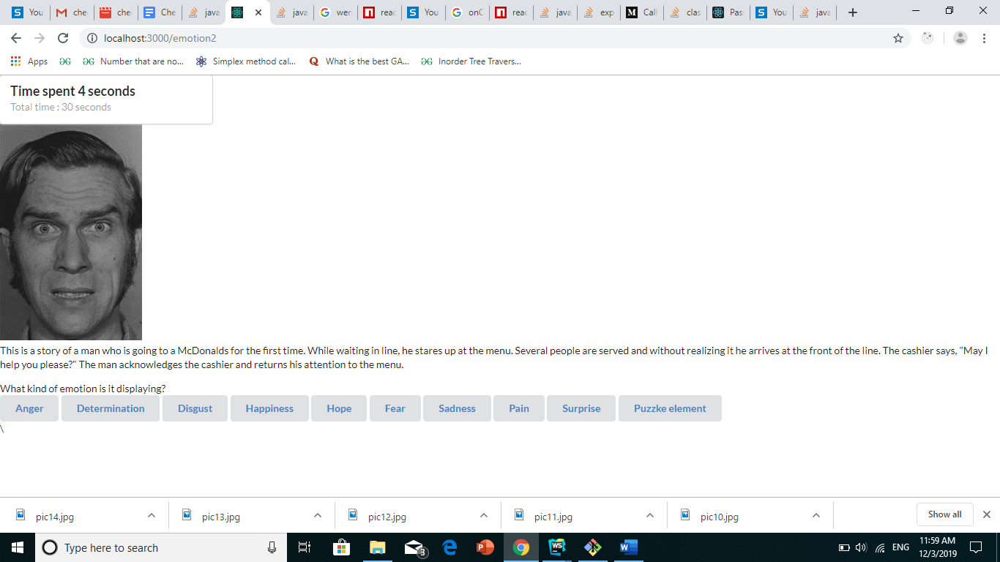 You che che Che java java wer reac You onC reac java exp Call clas Pas You java
localhost:3000/emotion2
Apps Number that are no... Simplex method cal... What is the best GA... Inorder Tree Travers...
Time spent 4 seconds
Total time : 30 seconds
This is a story of a man who is going to a McDonalds for the first time. While waiting in line, he stares up at the menu. Several people are served and without realizing it he arrives at the front of the line. The cashier says, "May I
help you please?" The man acknowledges the cashier and returns his attention to the menu.
What kind of emotion is it displaying?
Anger Determination Disgust Happiness Hope Fear Sadness Pain Surprise Puzzke element
\
pic14.jpg pic13.jpg pic12.jpg pic11.jpg pic10.jpg Show all
Type here to search 3 WS ENG 11:59 AM
12/3/2019